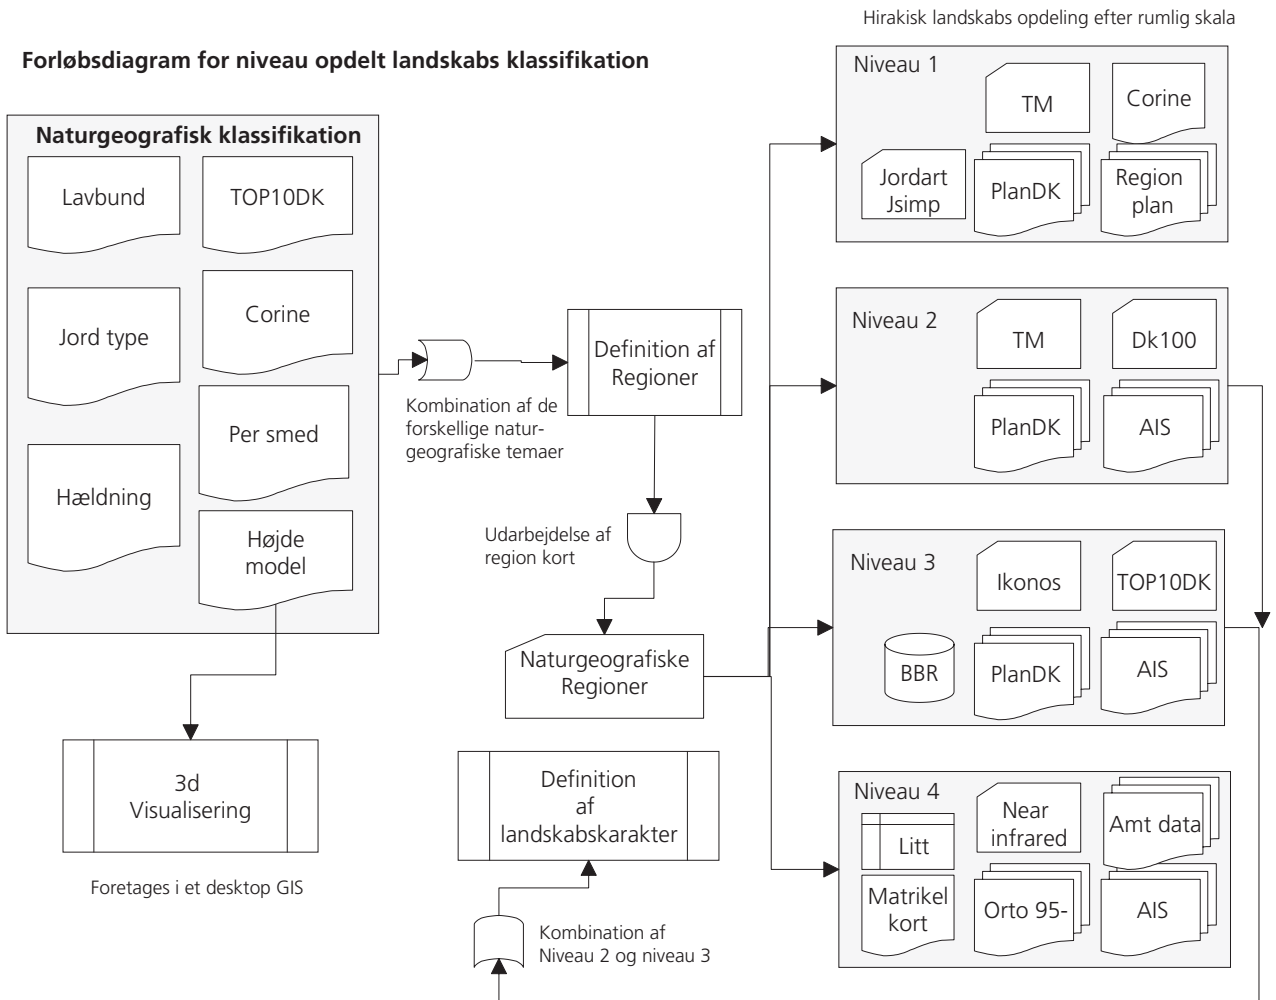 Hirakisk landskabs opdeling efter rumlig skala
Forløbsdiagram for niveau opdelt landskabs klassifikation
Naturgeografisk klassifikation
Lavbund
TOP10DK
Jord type
Corine
Per smed
Hældning
Højde
model
3d
Visualisering
Foretages i et desktop GIS
Kombination af de
forskellige natur-
geografiske temaer
Definition af
Regioner
Udarbejdelse af
region kort
Naturgeografiske
Regioner
Definition
af
landskabskarakter
Kombination af
Niveau 2 og niveau 3
Niveau 1
TM
Corine
Jordart
Jsimp
PlanDK
Region
plan
Niveau 2
TM
Dk100
PlanDK
AIS
Niveau 3
Ikonos
TOP10DK
BBR
PlanDK
AIS
Niveau 4
Litt
Near
infrared
Amt data
Matrikel
kort
Orto 95-
AIS